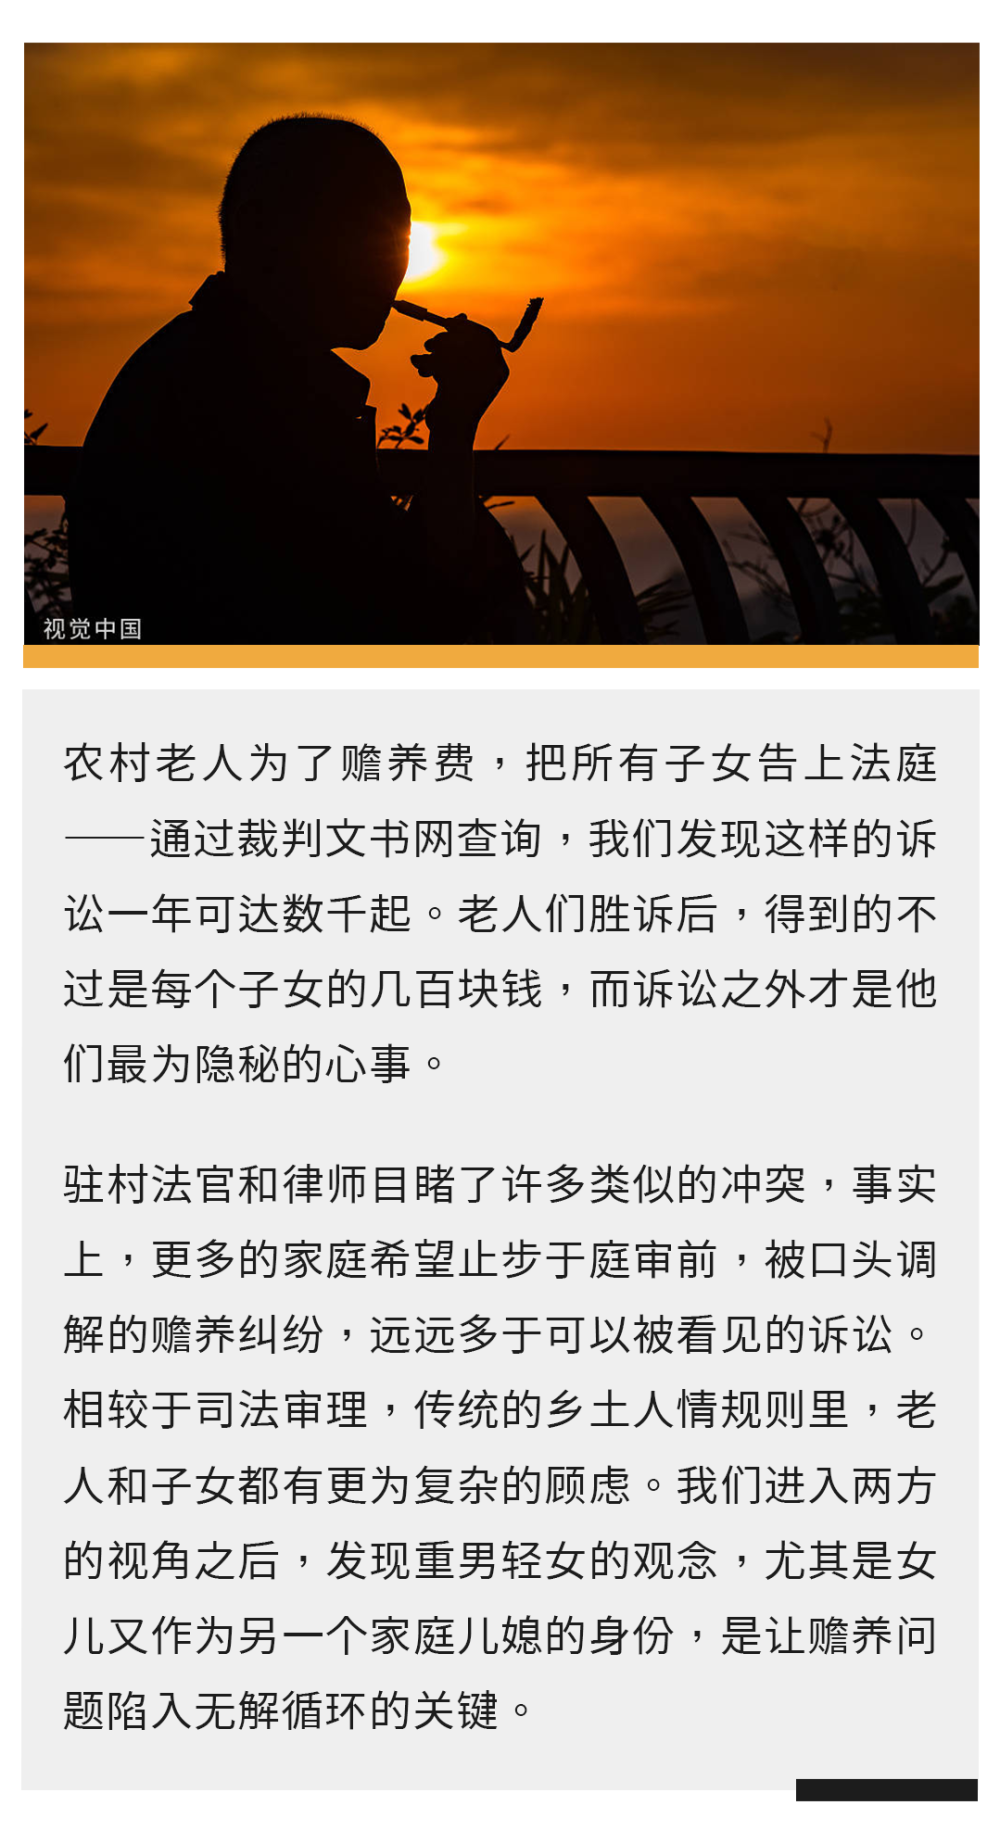 视觉中国
农村老人为了赡养费，把所有子女告上法庭
——通过裁判文书网查询，我们发现这样的诉
讼一年可达数千起。老人们胜诉后，得到的不
过是每个子女的几百块钱，而诉讼之外才是他
们最为隐秘的心事。
驻村法官和律师目睹了许多类似的冲突，事实
上，更多的家庭希望止步于庭审前，被口头调
解的赡养纠纷，远远多于可以被看见的诉讼。
相较于司法审理，传统的乡土人情规则里，老
人和子女都有更为复杂的顾虑。我们进入两方
的视角之后，发现重男轻女的观念，尤其是女
儿又作为另一个家庭儿媳的身份，是让赡养问
题陷入无解循环的关键。